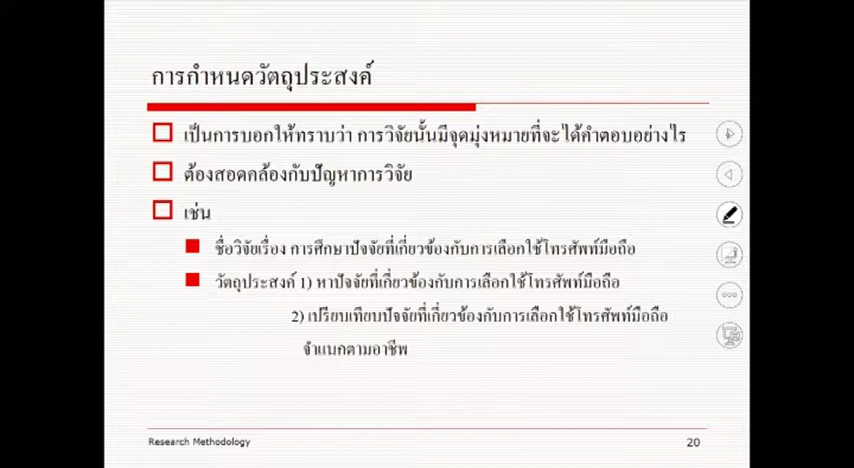 การกำหนดวัตถุประสงค์
เป็นการบอกให้ทราบว่า การวิจัยนั้นมีจุดมุ่งหมายที่จะได้คำตอบอย่างไร
ต้องสอดคล้องกับปัญหาการวิจัย
เช่น
ชื่อวิจัยเรื่อง การศึกษาปัจจัยที่เกี่ยวข้องกับการเลือกใช้โทรศัพท์มือถือ
วัตถุประสงค์ 1) หาปัจจัยที่เกี่ยวข้องกับการเลือกใช้โทรศัพท์มือถือ
2) เปรียบเทียบปัจจัยที่เกี่ยวข้องกับการเลือกใช้โทรศัพท์มือถือ
จำแนกตามอาชีพ
Research Methodology
20